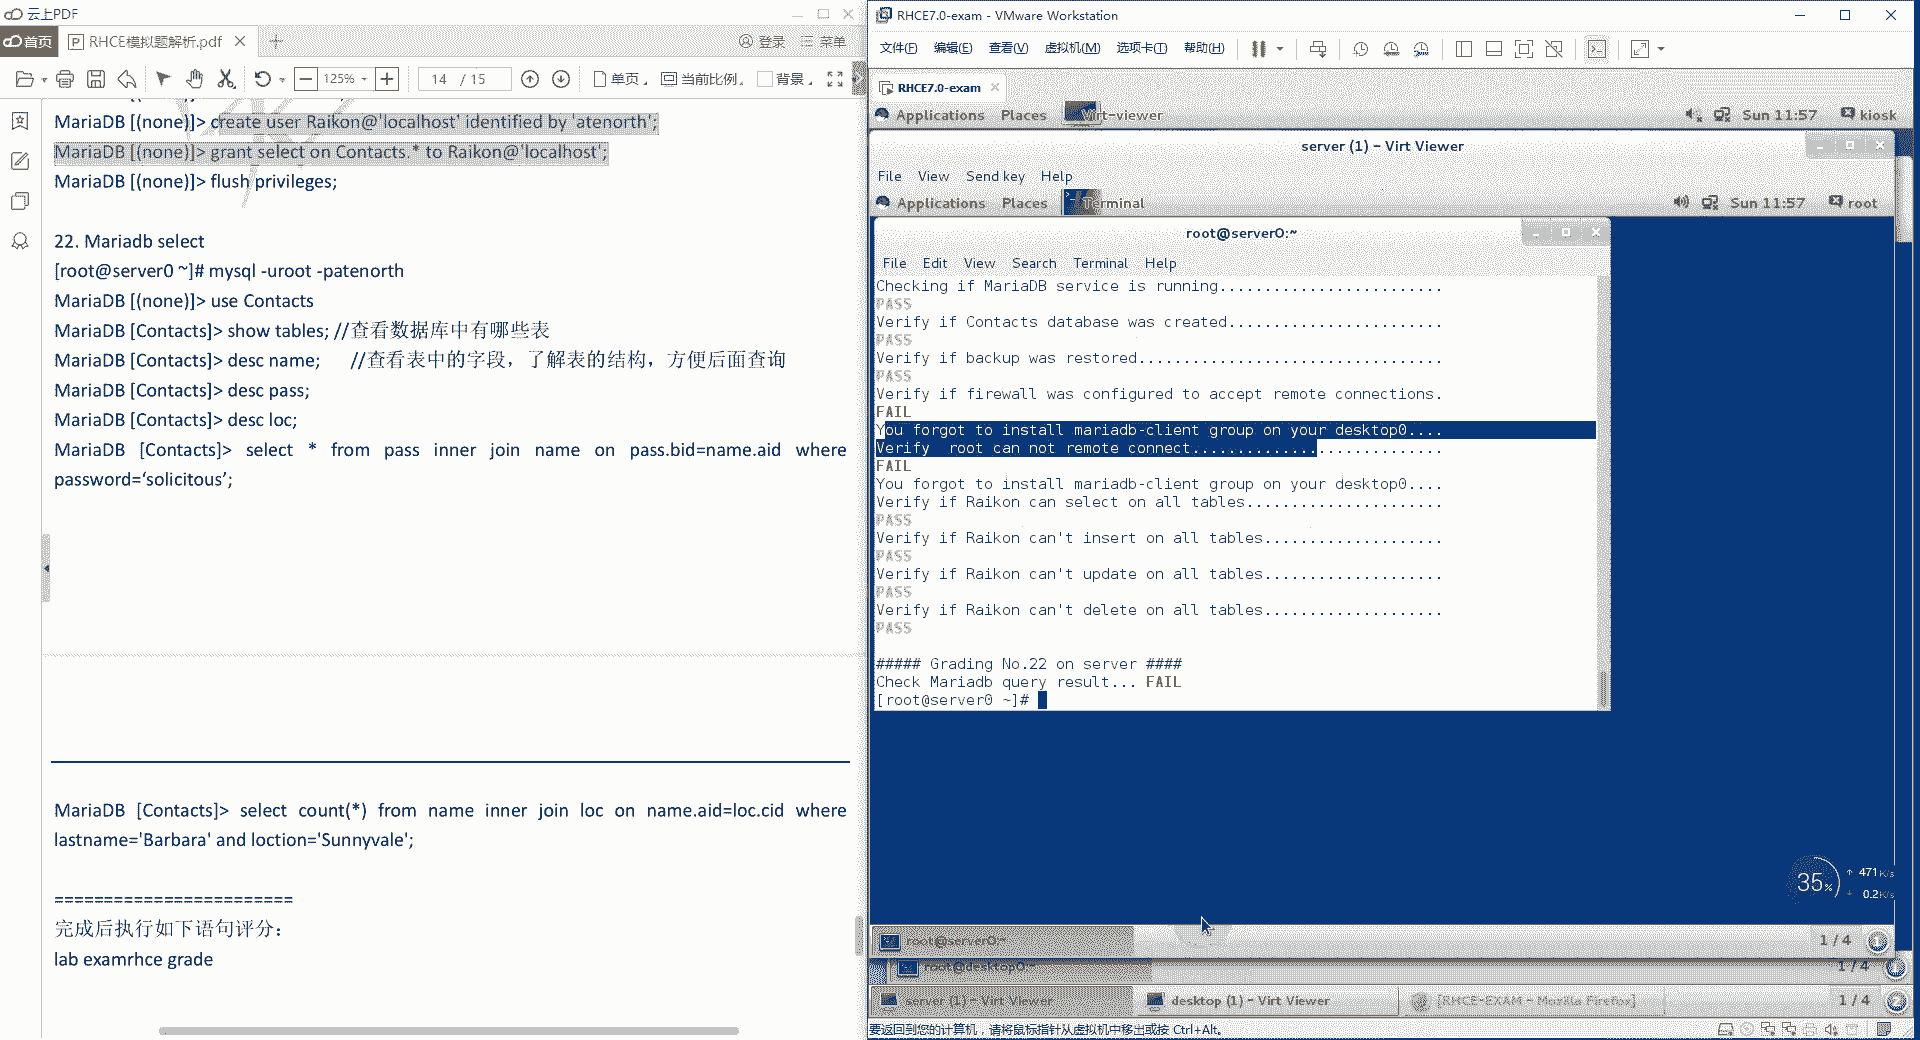 云上PDF
首页
RHCE模拟题解析.pdf
登录
菜单
125%
14 / 15
单页
当前比例
背景
MariaDB [(none)]> create user Raikon@'localhost' identified by 'atenorth';
MariaDB [(none)]> grant select on Contacts.* to Raikon@'localhost';
MariaDB [(none)]> flush privileges;
22. Mariadb select
[root@server0 ~]# mysql -uroot -patenorth
MariaDB [(none)]> use Contacts
MariaDB [Contacts]> show tables; //查看数据库中有哪些表
MariaDB [Contacts]> desc name; //查看表中的字段，了解表的结构，方便后面查询
MariaDB [Contacts]> desc pass;
MariaDB [Contacts]> desc loc;
MariaDB [Contacts]> select * from pass inner join name on pass.bid=name.aid where
password=‘solicitous’;
MariaDB [Contacts]> select count(*) from name inner join loc on name.aid=loc.cid where
lastname='Barbara' and loction='Sunnyvale';
========================
完成后执行如下语句评分：
lab examrhce grade
RHCE7.0-exam - VMware Workstation
文件(F) 编辑(E) 查看(V) 虚拟机(M) 选项卡(T) 帮助(H)
RHCE7.0-exam
Applications Places Virt-viewer Sun 11:57 kiosk
server (1) – Virt Viewer
File View Send key Help
Applications Places Terminal Sun 11:57 root
root@server0:~
File Edit View Search Terminal Help
Checking if MariaDB service is running.........................
PASS
Verify if Contacts database was created........................
PASS
Verify if backup was restored..................................
PASS
Verify if firewall was configured to accept remote connections.
FAIL
You forgot to install mariadb-client group on your desktop0....
Verify  root can not remote connect............................
FAIL
You forgot to install mariadb-client group on your desktop0....
Verify if Raikon can select on all tables......................
PASS
Verify if Raikon can't insert on all tables....................
PASS
Verify if Raikon can't update on all tables....................
PASS
Verify if Raikon can't delete on all tables....................
PASS
##### Grading No.22 on server ####
Check Mariadb query result... FAIL
[root@server0 ~]#
35%
471K/s
0.2K/s
root@server0:~ 1 / 4
root@desktop0:~ 1 / 4
server (1) – Virt Viewer desktop (1) – Virt Viewer [RHCE-EXAM – Mozilla Firefox] 1 / 4
要返回到您的计算机，请将鼠标指针从虚拟机中移出或按 Ctrl+Alt。